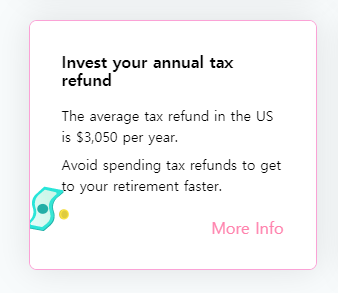 Invest your annual tax
refund
The average tax refund in the US
is $3,050 per year.
Avoid spending tax refunds to get
to your retirement faster.
More Info